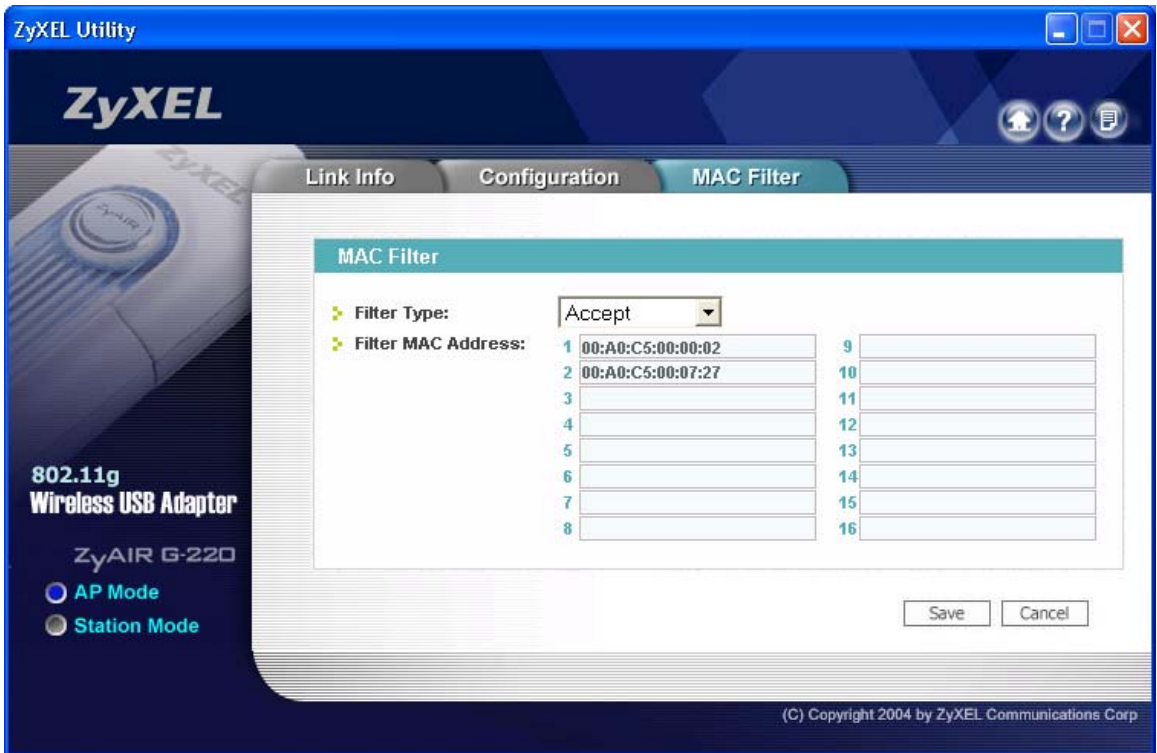 ZyXEL Utility
ZyXEL
?
ZyXEL
ZyAIR
Link Info
Configuration
MAC Filter
MAC Filter
Filter Type:
Accept
Filter MAC Address:
1 00:A0:C5:00:00:02
2 00:A0:C5:00:07:27
3
4
5
6
7
8
9
10
11
12
13
14
15
16
802.11g
Wireless USB Adapter
ZyAIR G-220
AP Mode
Station Mode
Save
Cancel
(C) Copyright 2004 by ZyXEL Communications Corp